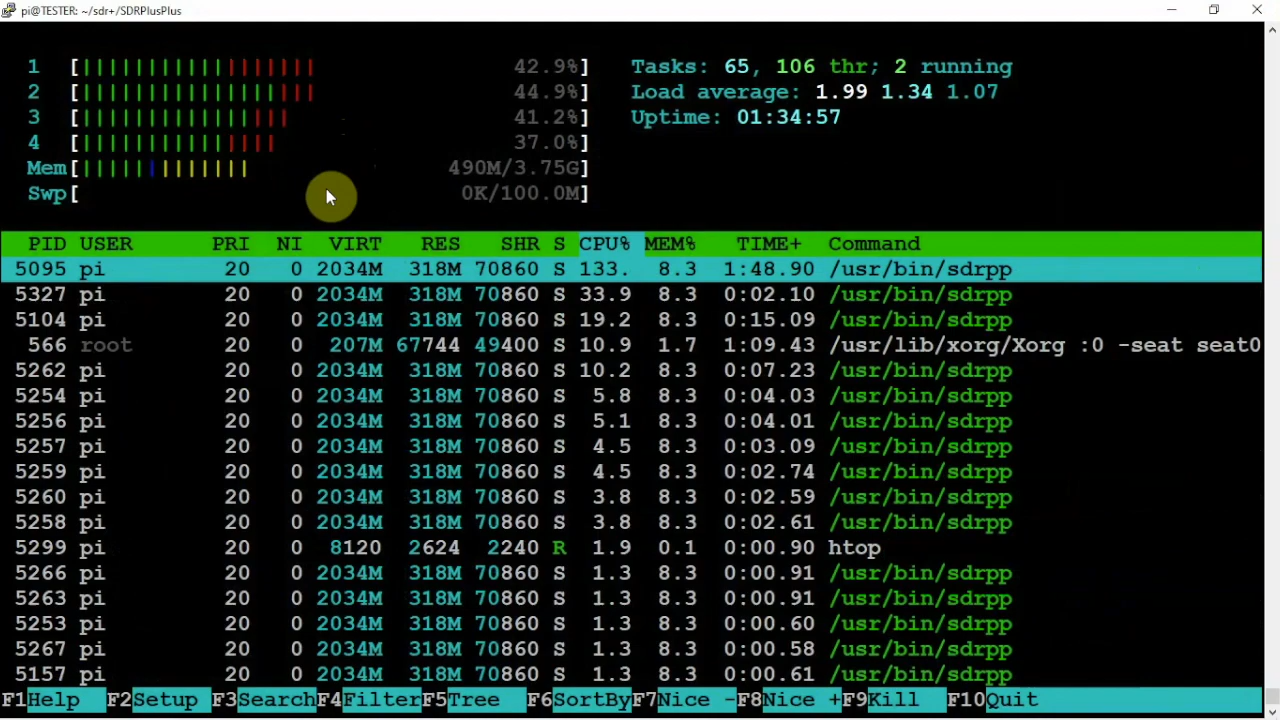 pi@TESTER: ~/sdr+/SDRPlusPlus
1 [||||||||||||||||||| 42.9%] Tasks: 65, 106 thr; 2 running
2 [||||||||||||||||||| 44.9%] Load average: 1.99 1.34 1.07
3 [||||||||||||||||| 41.2%] Uptime: 01:34:57
4 [|||||||||||||||| 37.0%]
Mem[|||||||||||||| 490M/3.75G]
Swp[ 0K/100.0M]
PID USER PRI NI VIRT RES SHR S CPU% MEM% TIME+ Command
5095 pi 20 0 2034M 318M 70860 S 133. 8.3 1:48.90 /usr/bin/sdrpp
5327 pi 20 0 2034M 318M 70860 S 33.9 8.3 0:02.10 /usr/bin/sdrpp
5104 pi 20 0 2034M 318M 70860 S 19.2 8.3 0:15.09 /usr/bin/sdrpp
566 root 20 0 207M 67744 49400 S 10.9 1.7 1:09.43 /usr/lib/xorg/Xorg :0 -seat seat0
5262 pi 20 0 2034M 318M 70860 S 10.2 8.3 0:07.23 /usr/bin/sdrpp
5254 pi 20 0 2034M 318M 70860 S 5.8 8.3 0:04.03 /usr/bin/sdrpp
5256 pi 20 0 2034M 318M 70860 S 5.1 8.3 0:04.01 /usr/bin/sdrpp
5257 pi 20 0 2034M 318M 70860 S 4.5 8.3 0:03.09 /usr/bin/sdrpp
5259 pi 20 0 2034M 318M 70860 S 4.5 8.3 0:02.74 /usr/bin/sdrpp
5260 pi 20 0 2034M 318M 70860 S 3.8 8.3 0:02.59 /usr/bin/sdrpp
5258 pi 20 0 2034M 318M 70860 S 3.8 8.3 0:02.61 /usr/bin/sdrpp
5299 pi 20 0 8120 2624 2240 R 1.9 0.1 0:00.90 htop
5266 pi 20 0 2034M 318M 70860 S 1.3 8.3 0:00.91 /usr/bin/sdrpp
5263 pi 20 0 2034M 318M 70860 S 1.3 8.3 0:00.91 /usr/bin/sdrpp
5253 pi 20 0 2034M 318M 70860 S 1.3 8.3 0:00.60 /usr/bin/sdrpp
5267 pi 20 0 2034M 318M 70860 S 1.3 8.3 0:00.58 /usr/bin/sdrpp
5157 pi 20 0 2034M 318M 70860 S 1.3 8.3 0:00.61 /usr/bin/sdrpp
F1Help F2Setup F3SearchF4FilterF5Tree F6SortByF7Nice -F8Nice +F9Kill F10Quit